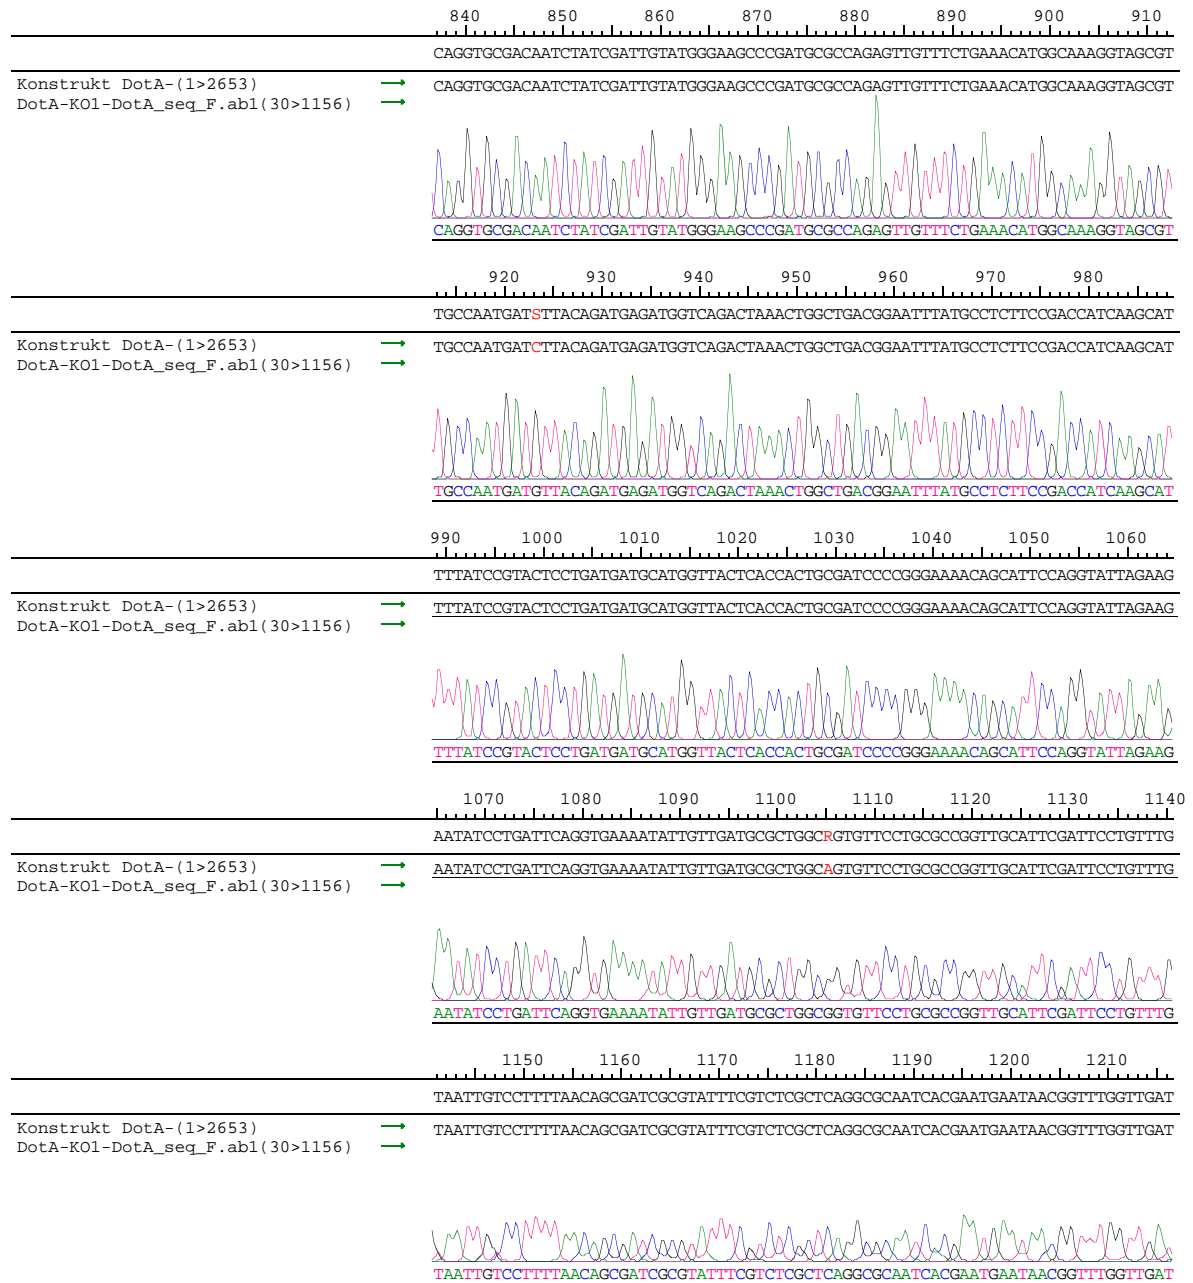 840 850 860 870 880 890 900 910
CAGGTGCGACAATCTATCGATTGTATGGGAAGCCCGATGCGCCAGAGTTGTTTCTGAAACATGGCAAAGGTAGCGT
Konstrukt DotA-(1>2653) → CAGGTGCGACAATCTATCGATTGTATGGGAAGCCCGATGCGCCAGAGTTGTTTCTGAAACATGGCAAAGGTAGCGT
DotA-KO1-DotA_seq_F.ab1(30>1156) →
CAGGTGCGACAATCTATCGATTGTATGGGAAGCCCGATGCGCCAGAGTTGTTTCTGAAACATGGCAAAGGTAGCGT
920 930 940 950 960 970 980
TGCCAATGATSTTACAGATGAGATGGTCAGACTAAACTGGCTGACGGAATTTATGCCTCTTCCGACCATCAAGCAT
Konstrukt DotA-(1>2653) → TGCCAATGATCTTACAGATGAGATGGTCAGACTAAACTGGCTGACGGAATTTATGCCTCTTCCGACCATCAAGCAT
DotA-KO1-DotA_seq_F.ab1(30>1156) →
TGCCAATGATGTTACAGATGAGATGGTCAGACTAAACTGGCTGACGGAATTTATGCCTCTTCCGACCATCAAGCAT
990 1000 1010 1020 1030 1040 1050 1060
TTTATCCGTACTCCTGATGATGCATGGTTACTCACCACTGCGATCCCCGGGAAAACAGCATTCCAGGTATTAGAAG
Konstrukt DotA-(1>2653) → TTTATCCGTACTCCTGATGATGCATGGTTACTCACCACTGCGATCCCCGGGAAAACAGCATTCCAGGTATTAGAAG
DotA-KO1-DotA_seq_F.ab1(30>1156) →
TTTATCCGTACTCCTGATGATGCATGGTTACTCACCACTGCGATCCCCGGGAAAACAGCATTCCAGGTATTAGAAG
1070 1080 1090 1100 1110 1120 1130 1140
AATATCCTGATTCAGGTGAAAATATTGTTGATGCGCTGGCRGTGTTCCTGCGCCGGTTGCATTCGATTCCTGTTTG
Konstrukt DotA-(1>2653) → AATATCCTGATTCAGGTGAAAATATTGTTGATGCGCTGGCAGTGTTCCTGCGCCGGTTGCATTCGATTCCTGTTTG
DotA-KO1-DotA_seq_F.ab1(30>1156) →
AATATCCTGATTCAGGTGAAAATATTGTTGATGCGCTGGCGGTGTTCCTGCGCCGGTTGCATTCGATTCCTGTTTG
1150 1160 1170 1180 1190 1200 1210
TAATTGTCCTTTTAACAGCGATCGCGTATTTCGTCTCGCTCAGGCGCAATCACGAATGAATAACGGTTTGGTTGAT
Konstrukt DotA-(1>2653) → TAATTGTCCTTTTAACAGCGATCGCGTATTTCGTCTCGCTCAGGCGCAATCACGAATGAATAACGGTTTGGTTGAT
DotA-KO1-DotA_seq_F.ab1(30>1156) →
TAATTGTCCTTTTAACAGCGATCGCGTATTTCGTCTCGCTCAGGCGCAATCACGAATGAATAACGGTTTGGTTGAT